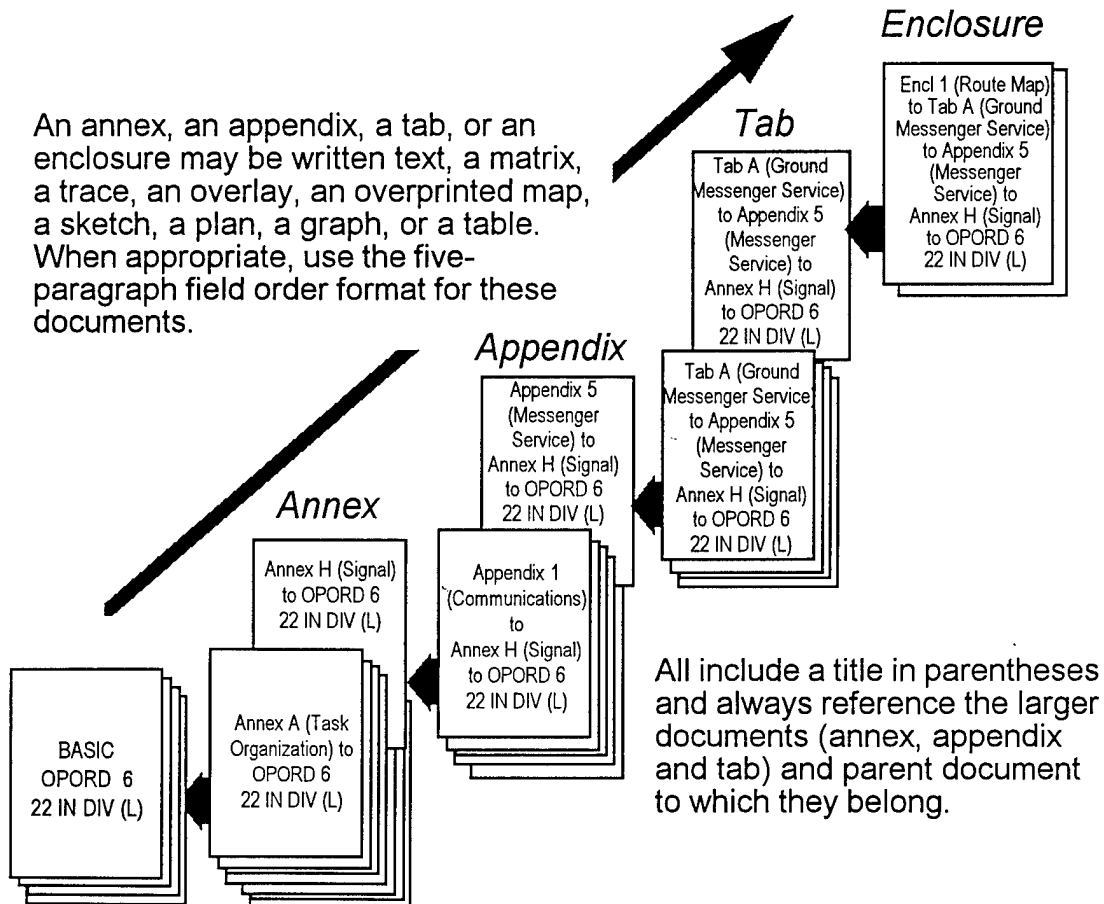 Enclosure
Encl 1 (Route Map)
to Tab A (Ground
Messenger Service)
to Appendix 5
(Messenger
Service) to
Annex H (Signal)
to OPORD 6
22 IN DIV (L)
An annex, an appendix, a tab, or an
enclosure may be written text, a matrix,
a trace, an overlay, an overprinted map,
a sketch, a plan, a graph, or a table.
When appropriate, use the five-
paragraph field order format for these
documents.
Tab
Tab A (Ground
Messenger Service)
to Appendix 5
(Messenger
Service) to
Annex H (Signal)
to OPORD 6
22 IN DIV (L)
Tab A (Ground
Messenger Service)
to Appendix 5
(Messenger
Service) to
Annex H (Signal)
to OPORD 6
22 IN DIV (L)
Appendix
Appendix 5
(Messenger
Service) to
Annex H (Signal)
to OPORD 6
22 IN DIV (L)
Appendix 1
(Communications)
to
Annex H (Signal)
to OPORD 6
22 IN DIV (L)
Annex
Annex H (Signal)
to OPORD 6
22 IN DIV (L)
Annex A (Task
Organization) to
OPORD 6
22 IN DIV (L)
BASIC
OPORD 6
22 IN DIV (L)
All include a title in parentheses
and always reference the larger
documents (annex, appendix
and tab) and parent document
to which they belong.